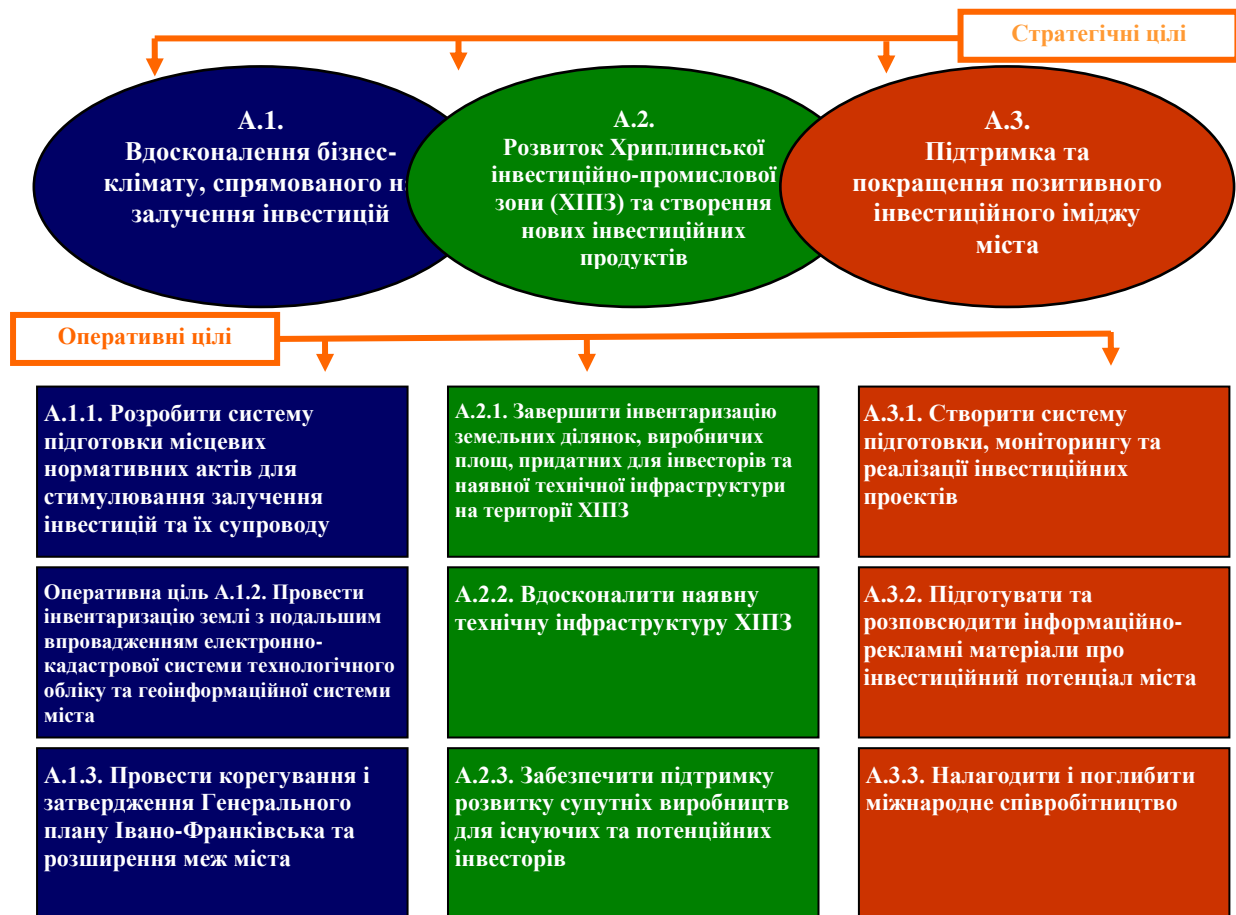 Стратегічні цілі
А.1.
Вдосконалення бізнес-
клімату, спрямованого н
залучення інвестицій
А.2.
Розвиток Хриплинської
інвестиційно-промислової
зони (ХІПЗ) та створення
нових інвестиційних
продуктів
А.3.
Підтримка та
покращення позитивного
інвестиційного іміджу
міста
Оперативні цілі
А.1.1. Розробити систему
підготовки місцевих
нормативних актів для
стимулювання залучення
інвестицій та їх супроводу
Оперативна ціль А.1.2. Провести
інвентаризацію землі з подальшим
впровадженням електронно-
кадастрової системи технологічного
обліку та геоінформаційної системи
міста
А.1.3. Провести корегування і
затвердження Генерального
плану Івано-Франківська та
розширення меж міста
А.2.1. Завершити інвентаризацію
земельних ділянок, виробничих
площ, придатних для інвесторів та
наявної технічної інфраструктури
на території ХІПЗ
А.2.2. Вдосконалити наявну
технічну інфраструктуру ХІПЗ
А.2.3. Забезпечити підтримку
розвитку супутніх виробництв
для існуючих та потенційних
інвесторів
А.3.1. Створити систему
підготовки, моніторингу та
реалізації інвестиційних
проектів
А.3.2. Підготувати та
розповсюдити інформаційно-
рекламні матеріали про
інвестиційний потенціал міста
А.3.3. Налагодити і поглибити
міжнародне співробітництво